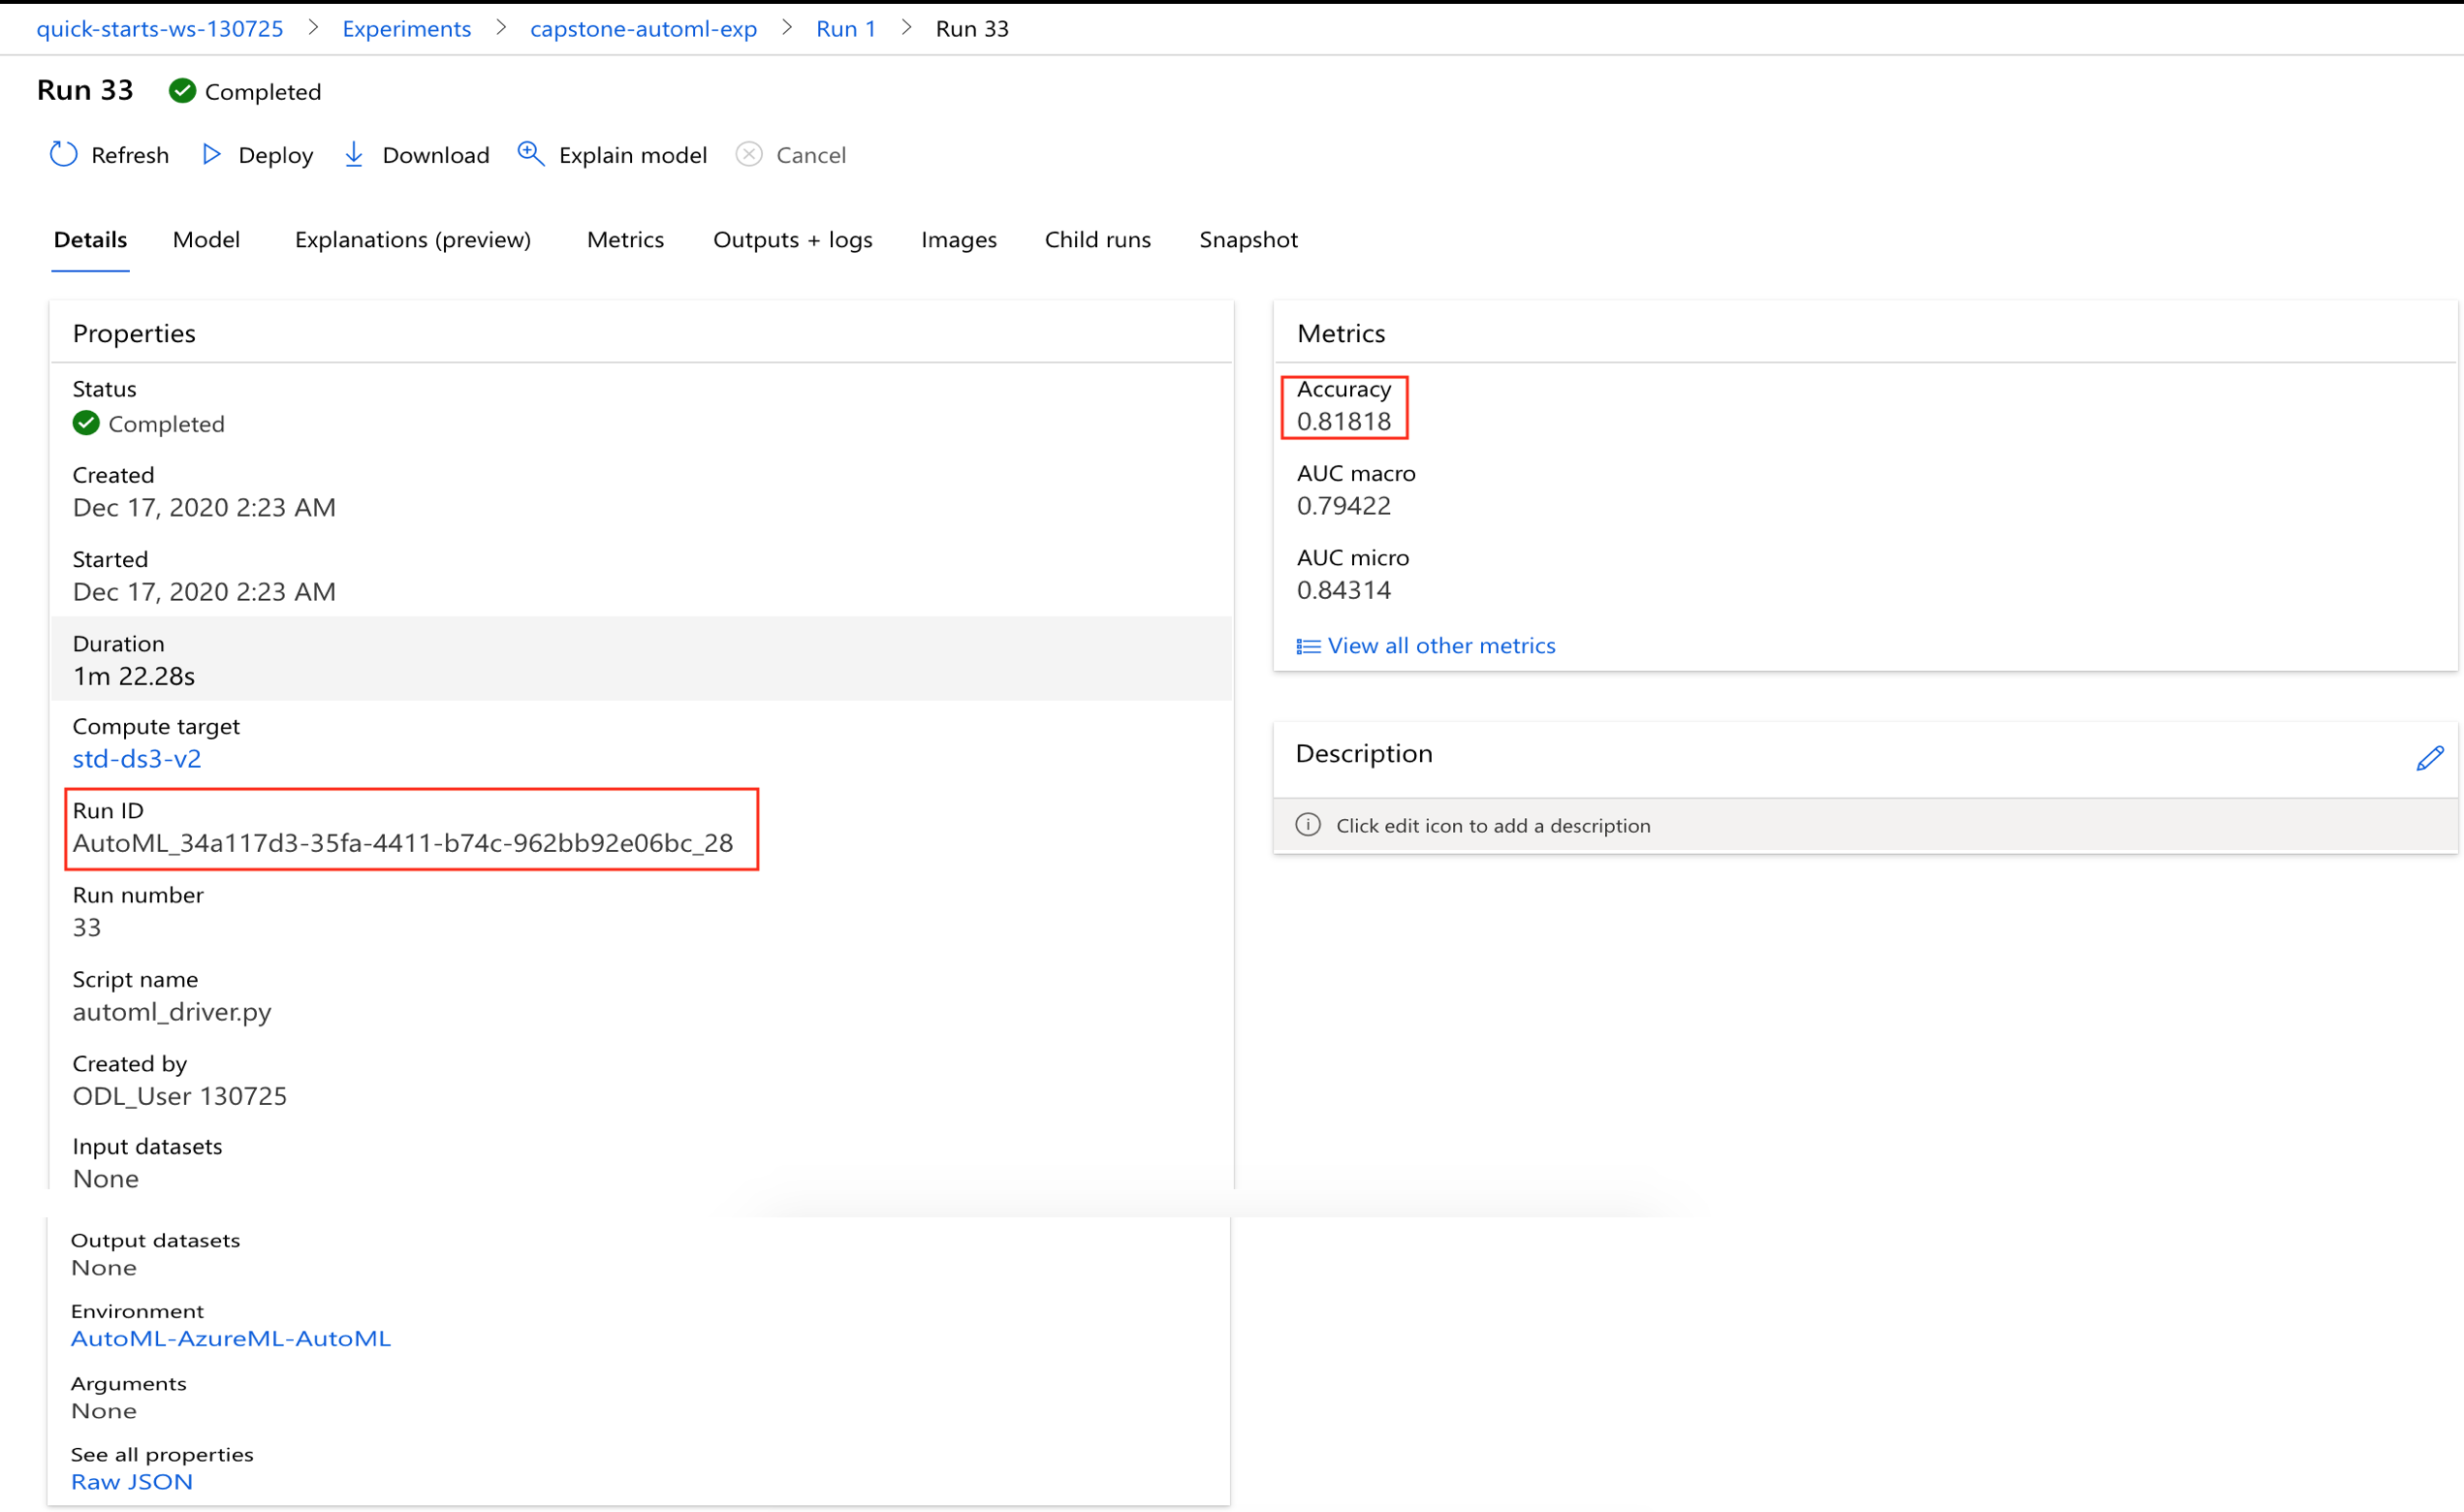 quick-starts-ws-130725 > Experiments > capstone-automl-exp > Run 1 > Run 33
Run 33 Completed
Refresh Deploy Download Explain model Cancel
Details Model Explanations (preview) Metrics Outputs + logs Images Child runs Snapshot
Properties
Status
Completed
Created
Dec 17, 2020 2:23 AM
Started
Dec 17, 2020 2:23 AM
Duration
1m 22.28s
Compute target
std-ds3-v2
Run ID
AutoML_34a117d3-35fa-4411-b74c-962bb92e06bc_28
Run number
33
Script name
automl_driver.py
Created by
ODL_User 130725
Input datasets
None
Output datasets
None
Environment
AutoML-AzureML-AutoML
Arguments
None
See all properties
Raw JSON
Metrics
Accuracy
0.81818
AUC macro
0.79422
AUC micro
0.84314
View all other metrics
Description
Click edit icon to add a description